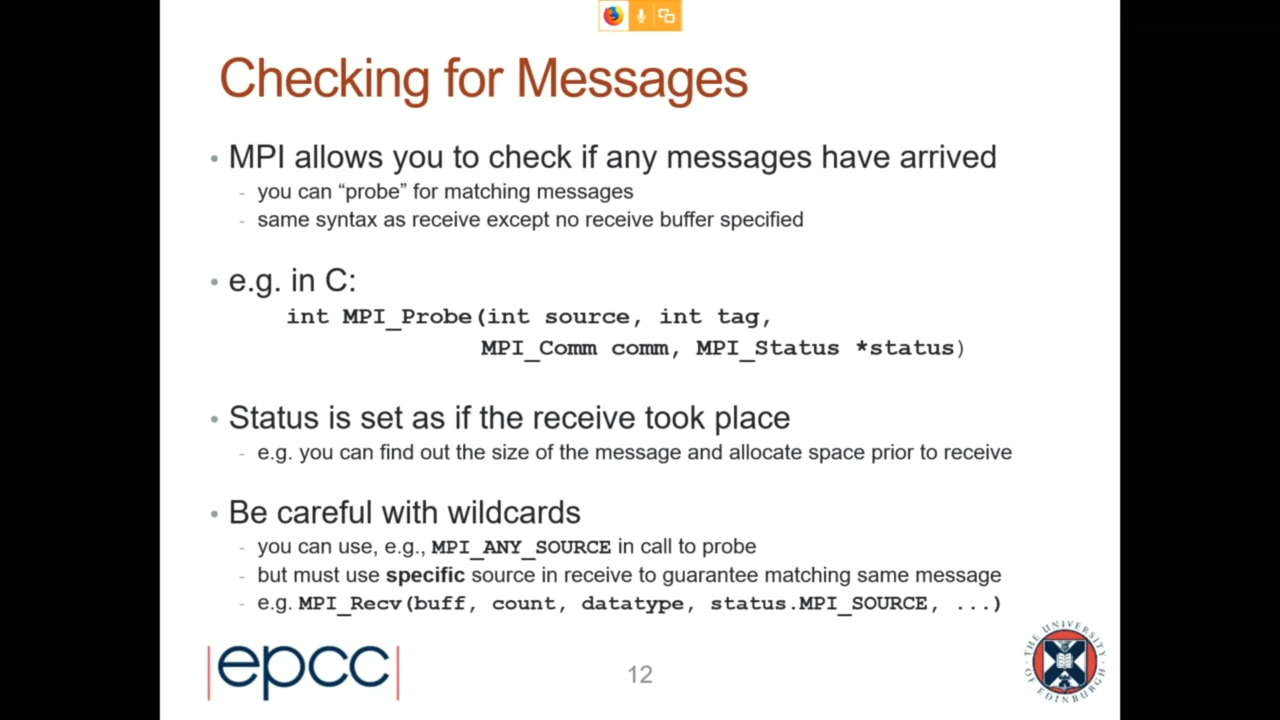 Checking for Messages
• MPI allows you to check if any messages have arrived
- you can “probe” for matching messages
- same syntax as receive except no receive buffer specified
• e.g. in C:
int MPI_Probe(int source, int tag,
MPI_Comm comm, MPI_Status *status)
• Status is set as if the receive took place
- e.g. you can find out the size of the message and allocate space prior to receive
• Be careful with wildcards
- you can use, e.g., MPI_ANY_SOURCE in call to probe
- but must use specific source in receive to guarantee matching same message
- e.g. MPI_Recv(buff, count, datatype, status.MPI_SOURCE, ...)
epcc
12
THE UNIVERSITY OF EDINBURGH